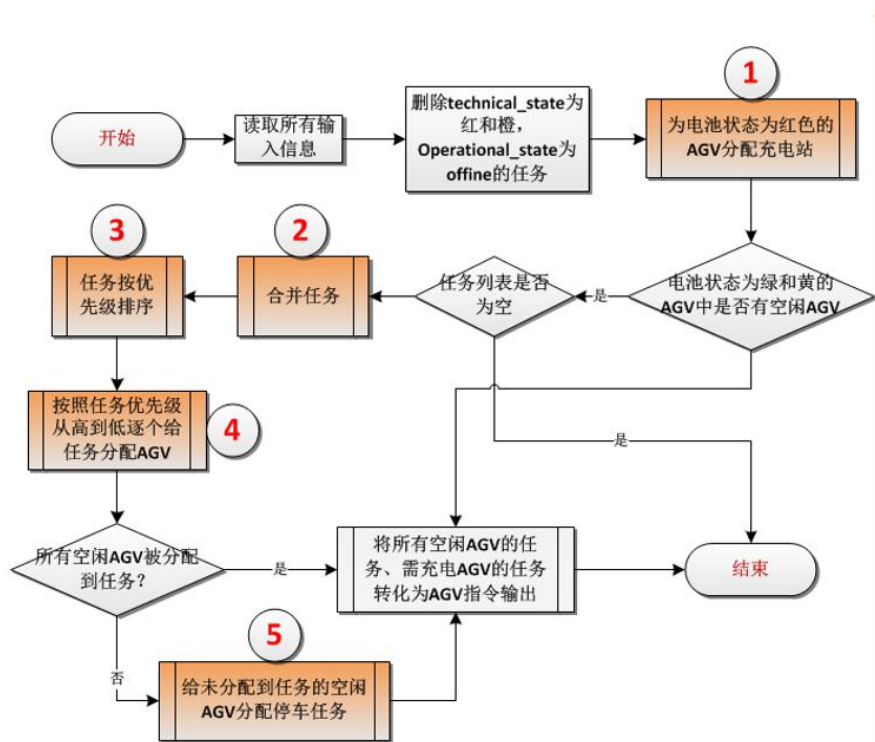 1
开始
读取所有输
入信息
删除technical_state为
红和橙，
Operational_state为
offine的任务
为电池状态为红色的
AGV分配充电站
3
2
任务按优
先级排序
合并任务
任务列表是否
为空
是
电池状态为绿和黄的
AGV中是否有空闲AGV
按照任务优先级
从高到低逐个给
任务分配AGV
4
是
所有空闲AGV被分配
到任务？
是
将所有空闲AGV的任
务、需充电AGV的任务
转化为AGV指令输出
结束
5
否
给未分配到任务的空闲
AGV分配停车任务